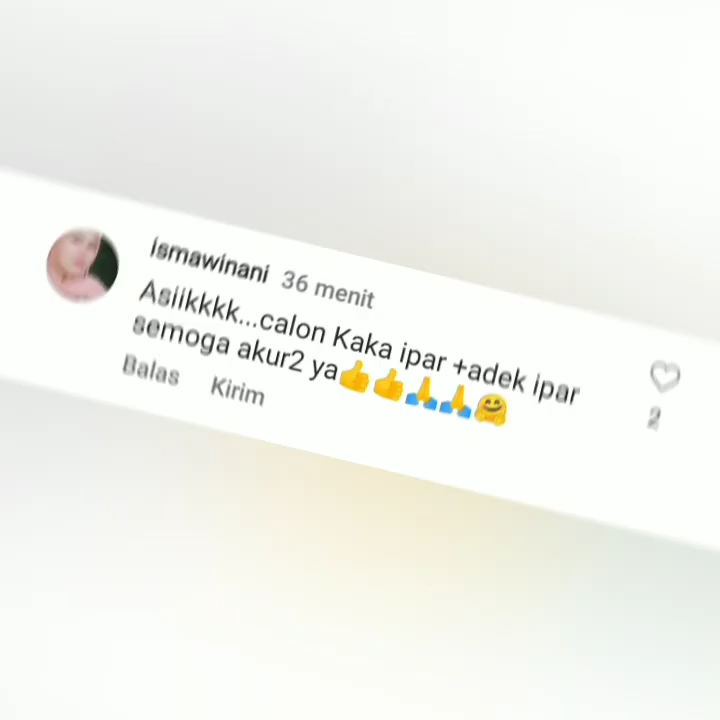 ismawinani 36 menit
Asiikkkk...calon Kaka ipar +adek ipar
semoga akur2 ya👍👍🙏🙏🤗
Balas Kirim
2